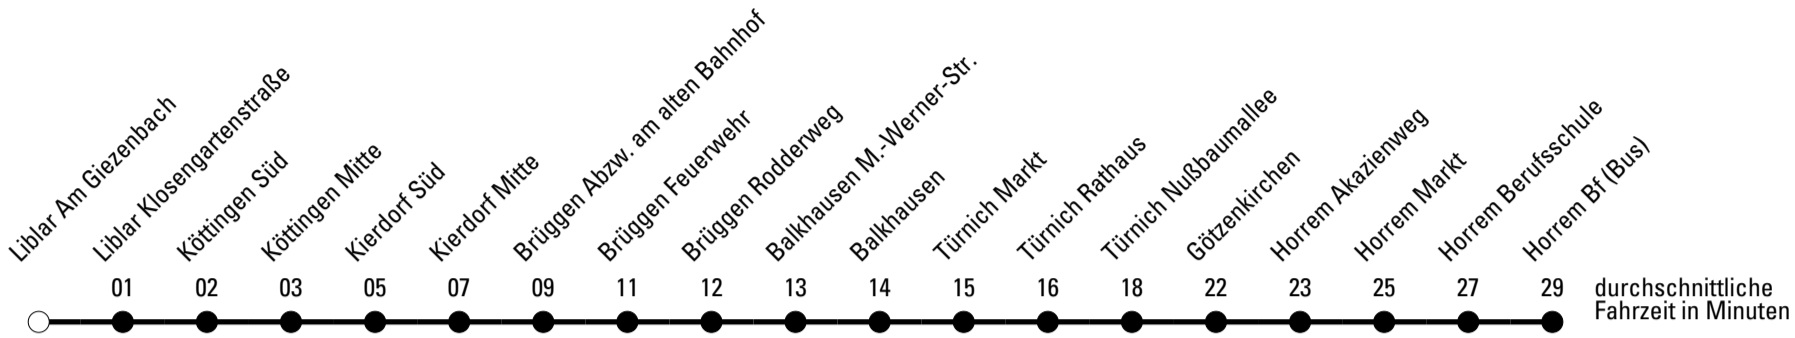 Liblar Am Giezenbach
Liblar Klosengartenstraße
Köttingen Süd
Köttingen Mitte
Kierdorf Süd
Kierdorf Mitte
Brüggen Abzw. am alten Bahnhof
Brüggen Feuerwehr
Brüggen Rodderweg
Balkhausen M.-Werner-Str.
Balkhausen
Türnich Markt
Türnich Rathaus
Türnich Nußbaumallee
Götzenkirchen
Horrem Akazienweg
Horrem Markt
Horrem Berufsschule
Horrem Bf (Bus)
01 02 03 05 07 09 11 12 13 14 15 16 18 22 23 25 27 29
durchschnittliche
Fahrzeit in Minuten